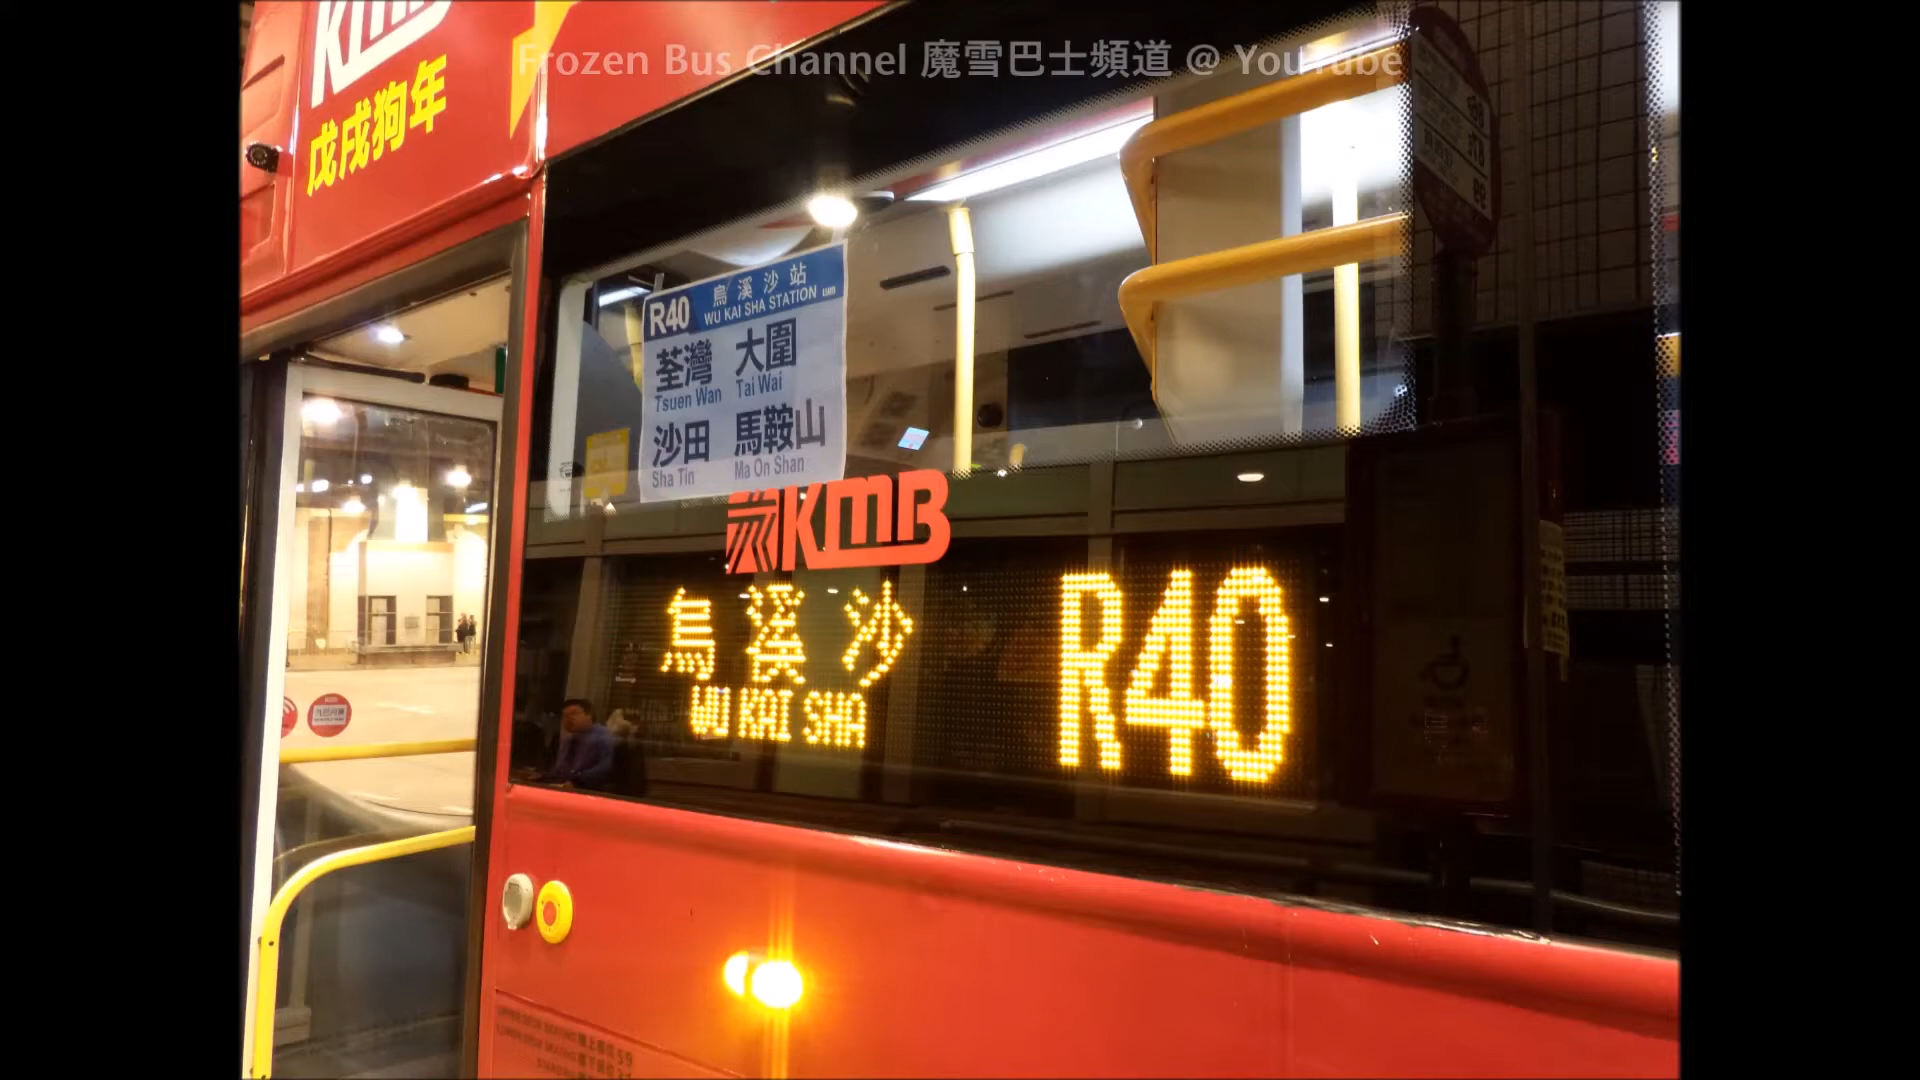 Frozen Bus Channel 魔雪巴士頻道 @ YouTube
KMB
戊戌狗年
R40
烏溪沙站
WU KAI SHA STATION
荃灣 大圍
Tsuen Wan Tai Wai
沙田 馬鞍山
Sha Tin Ma On Shan
KMB
烏溪沙 R40
WU KAI SHA